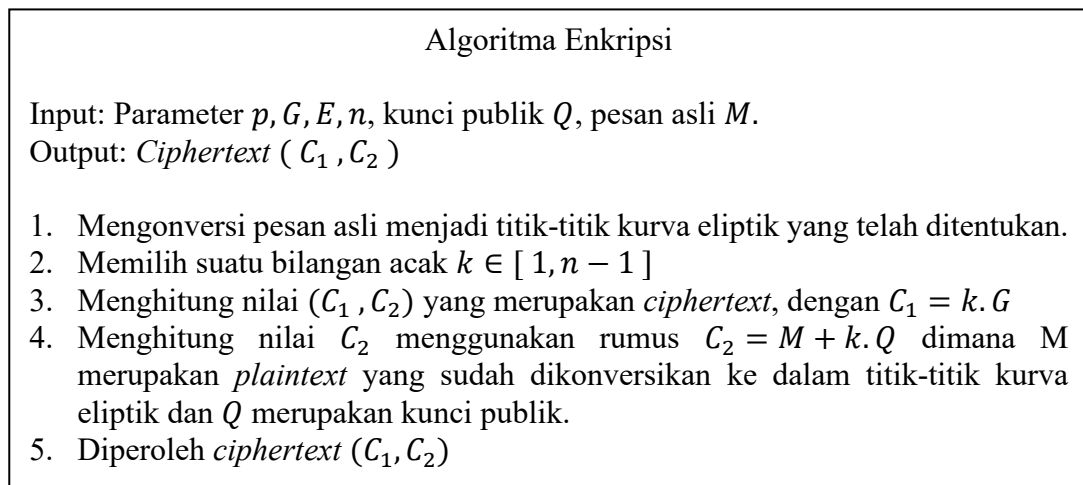 Algoritma Enkripsi
Input: Parameter 𝑝, 𝐺, 𝐸, 𝑛, kunci publik 𝑄, pesan asli 𝑀.
Output: Ciphertext ( 𝐶₁ , 𝐶₂ )
1. Mengonversi pesan asli menjadi titik-titik kurva eliptik yang telah ditentukan.
2. Memilih suatu bilangan acak 𝑘 ∈ [ 1, 𝑛 − 1 ]
3. Menghitung nilai (𝐶₁ , 𝐶₂) yang merupakan ciphertext, dengan 𝐶₁ = 𝑘. 𝐺
4. Menghitung nilai 𝐶₂ menggunakan rumus 𝐶₂ = 𝑀 + 𝑘. 𝑄 dimana M
merupakan plaintext yang sudah dikonversikan ke dalam titik-titik kurva
eliptik dan 𝑄 merupakan kunci publik.
5. Diperoleh ciphertext (𝐶₁, 𝐶₂)